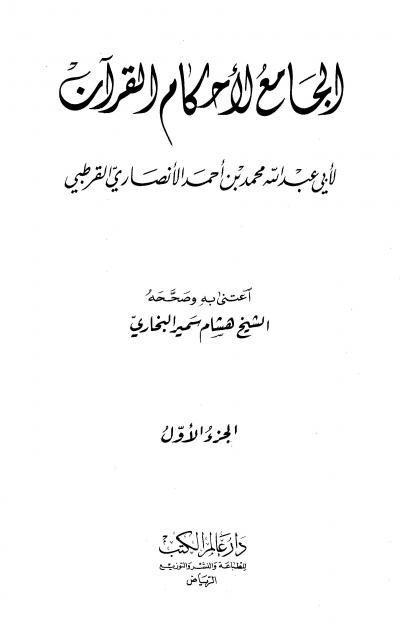 الجامع لأحكام القرآن
لأبي عبد الله محمد بن أحمد الأنصاري القرطبي
اعتنى به وصححه
الشيخ هشام سمير البخاري
الجزء الأول
دار عالم الكتب
للطباعة والنشر والتوزيع
الرياض